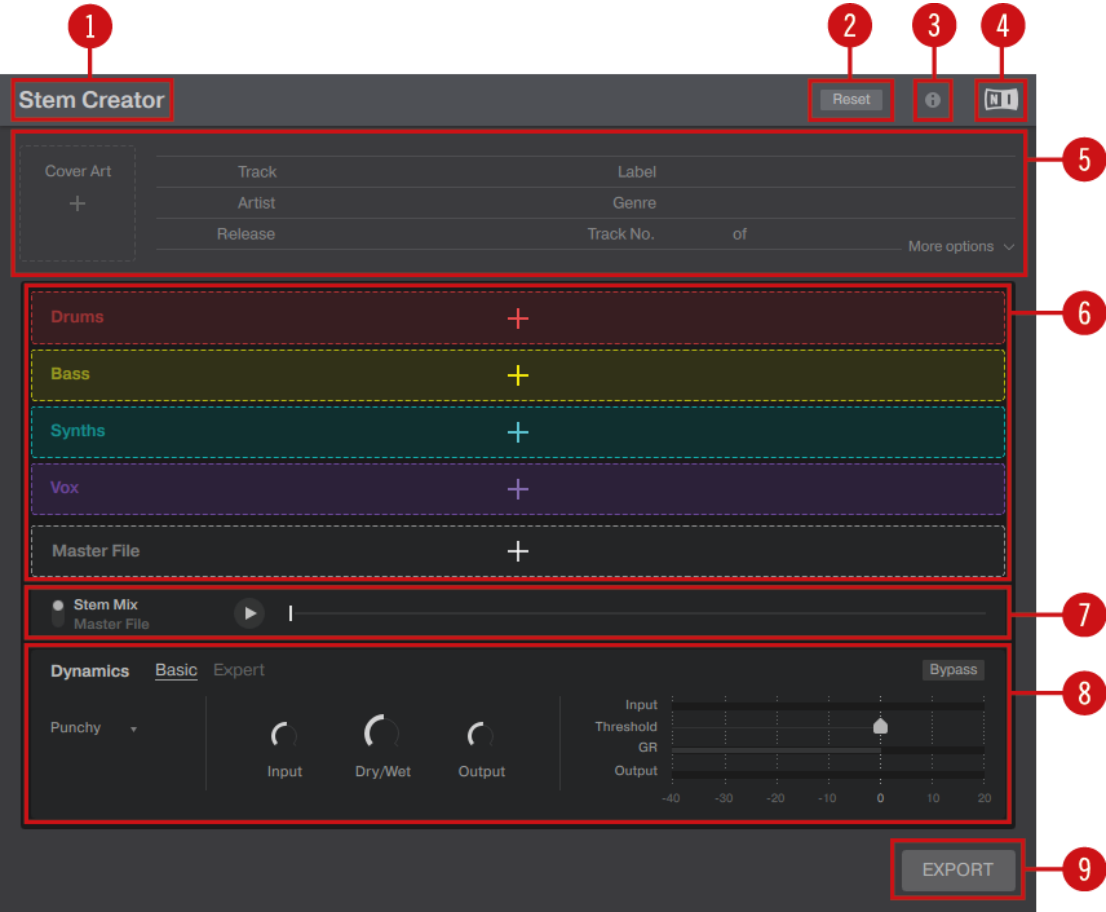 1 2 3 4
Stem Creator Reset i NI
5
Cover Art Track Label
+ Artist Genre
Release Track No. of
More options
6
Drums +
Bass +
Synths +
Vox +
Master File +
Stem Mix
Master File
7
Dynamics Basic Expert Bypass
8
Punchy
Input Dry/Wet Output
Input
Threshold
GR
Output
-40 -30 -20 -10 0 10 20
EXPORT 9